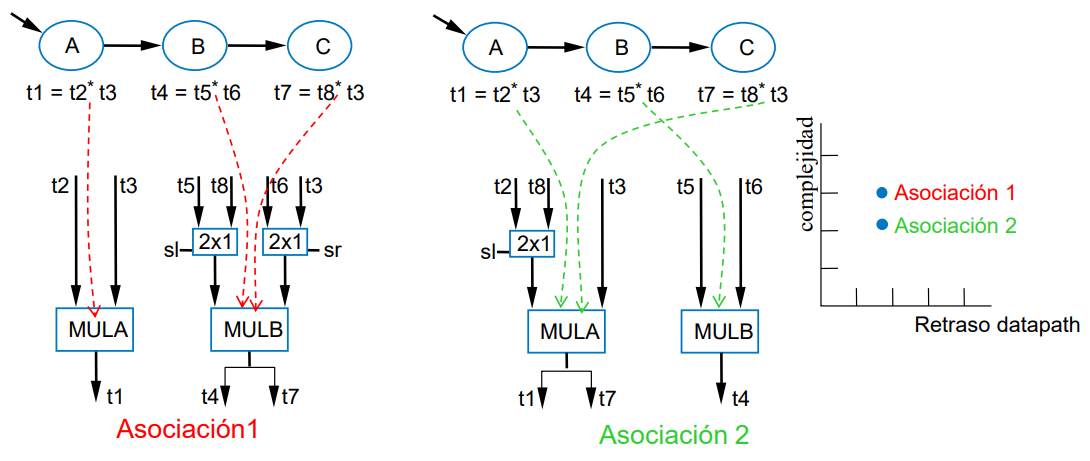 A B C
t1 = t2* t3 t4 = t5* t6 t7 = t8* t3
t2 t3 t5 t8 t6 t3
sl 2x1 2x1 sr
MULA MULB
t1 t4 t7
Asociación1
A B C
t1 = t2* t3 t4 = t5* t6 t7 = t8* t3
t2 t8 t3 t5 t6
sl 2x1
MULA MULB
t1 t7 t4
Asociación 2
complejidad
Asociación 1
Asociación 2
Retraso datapath